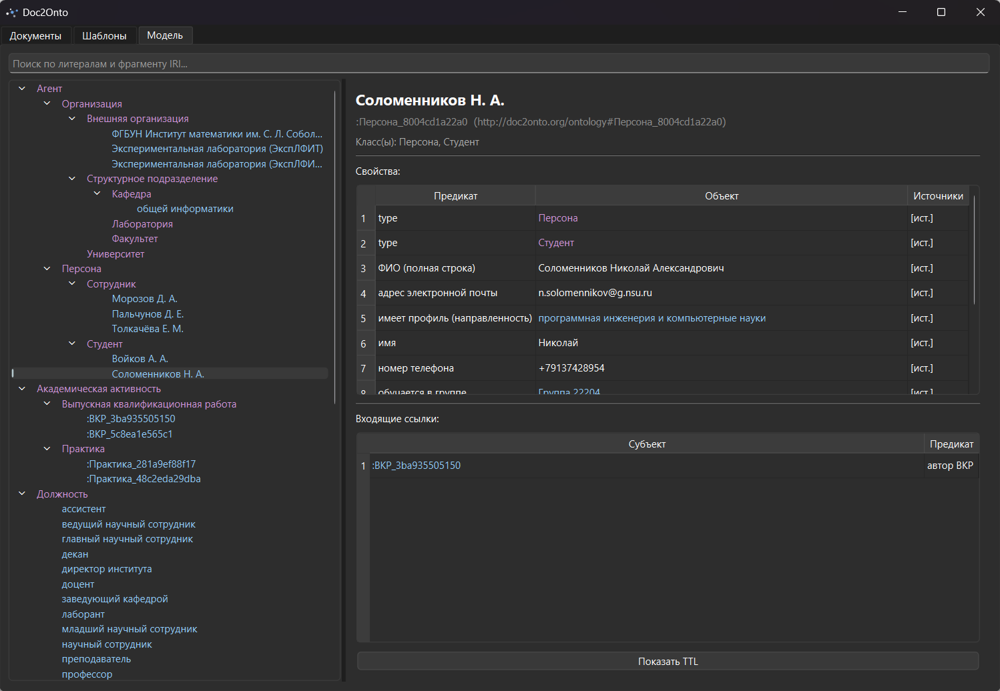 Doc2Onto
Документы Шаблоны Модель
Поиск по литералам и фрагменту IRI...
Агент
Организация
Внешняя организация
ФГБУН Институт математики им. С. Л. Собол...
Экспериментальная лаборатория (ЭкспЛФИТ)
Экспериментальная лаборатория (ЭкспЛФИ...
Структурное подразделение
Кафедра
общей информатики
Лаборатория
Факультет
Университет
Персона
Сотрудник
Морозов Д. А.
Пальчунов Д. Е.
Толкачёва Е. М.
Студент
Войков А. А.
Соломенников Н. А.
Академическая активность
Выпускная квалификационная работа
:ВКР_3ba935505150
:ВКР_5c8ea1e565c1
Практика
:Практика_281a9ef88f17
:Практика_48c2eda29dba
Должность
ассистент
ведущий научный сотрудник
главный научный сотрудник
декан
директор института
доцент
заведующий кафедрой
лаборант
младший научный сотрудник
научный сотрудник
преподаватель
профессор
Соломенников Н. А.
:Персона_8004cd1a22a0 (http://doc2onto.org/ontology#Персона_8004cd1a22a0)
Класс(ы): Персона, Студент
Свойства:
Предикат Объект Источники
1 type Персона [ист.]
2 type Студент [ист.]
3 ФИО (полная строка) Соломенников Николай Александрович [ист.]
4 адрес электронной почты n.solomennikov@g.nsu.ru [ист.]
5 имеет профиль (направленность) программная инженерия и компьютерные науки [ист.]
6 имя Николай [ист.]
7 номер телефона +79137428954 [ист.]
8 обучается в группе Группа 22204 [ист.]
Входящие ссылки:
Субъект Предикат
1 :ВКР_3ba935505150 автор ВКР
Показать TTL